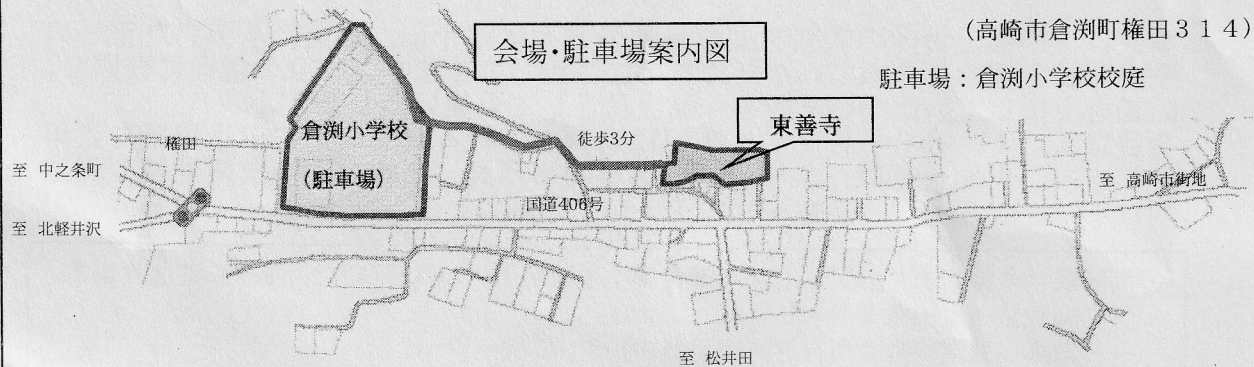 (高崎市倉渕町権田314)
会場・駐車場案内図
駐車場：倉渕小学校校庭
東善寺
倉渕小学校
(駐車場)
徒歩3分
権田
至 中之条町
至 高崎市街地
国道406号
至 北軽井沢
至 松井田